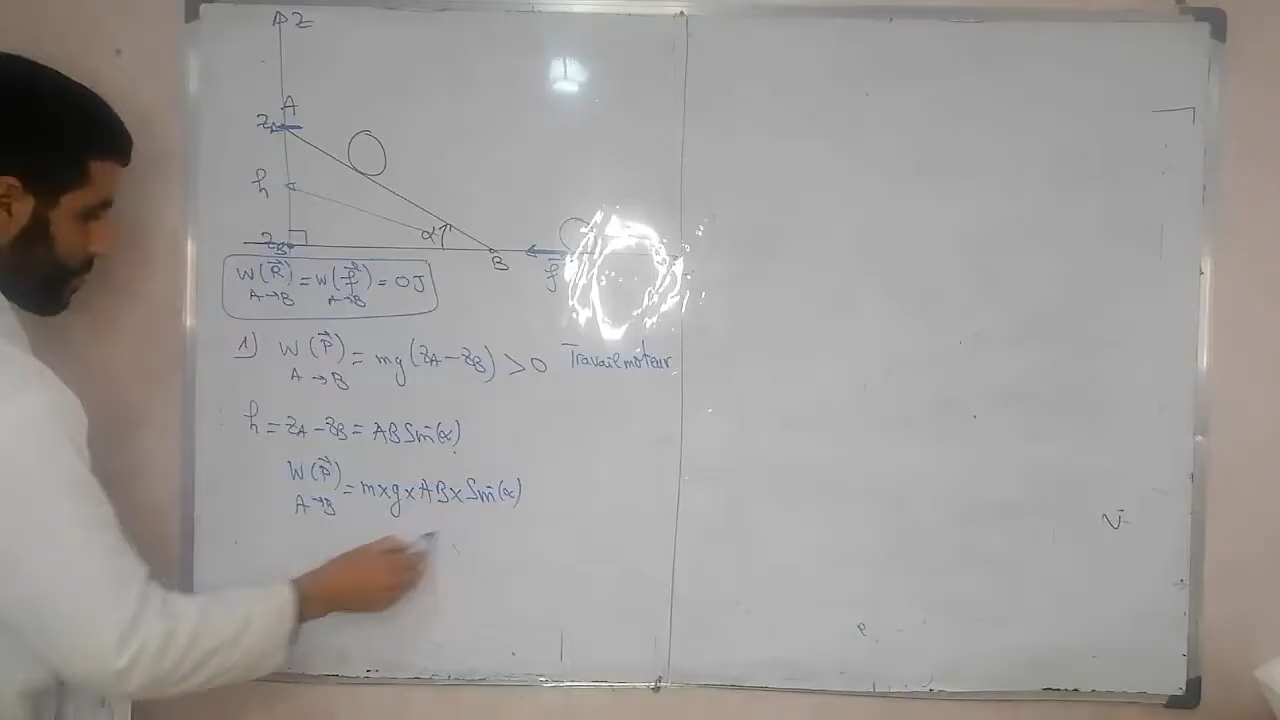 z
A
zA
h
α
zB
B
f
W(R) = W(f) = 0J
A→B A→B
1) W(P) = mg(zA - zB) > 0 Travail moteur
A→B
h = zA - zB = AB Sin(α)
W(P) = m×g×AB×Sin(α)
A→B